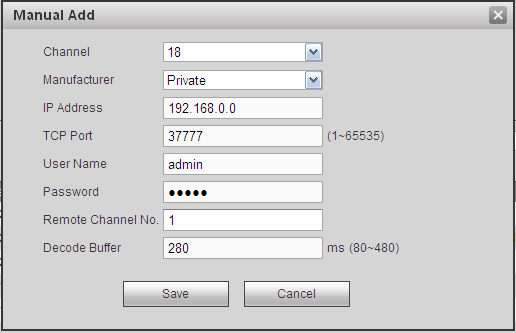 Manual Add
Channel 18
Manufacturer Private
IP Address 192.168.0.0
TCP Port 37777 (1~65535)
User Name admin
Password ●●●●●
Remote Channel No. 1
Decode Buffer 280 ms (80~480)
Save Cancel